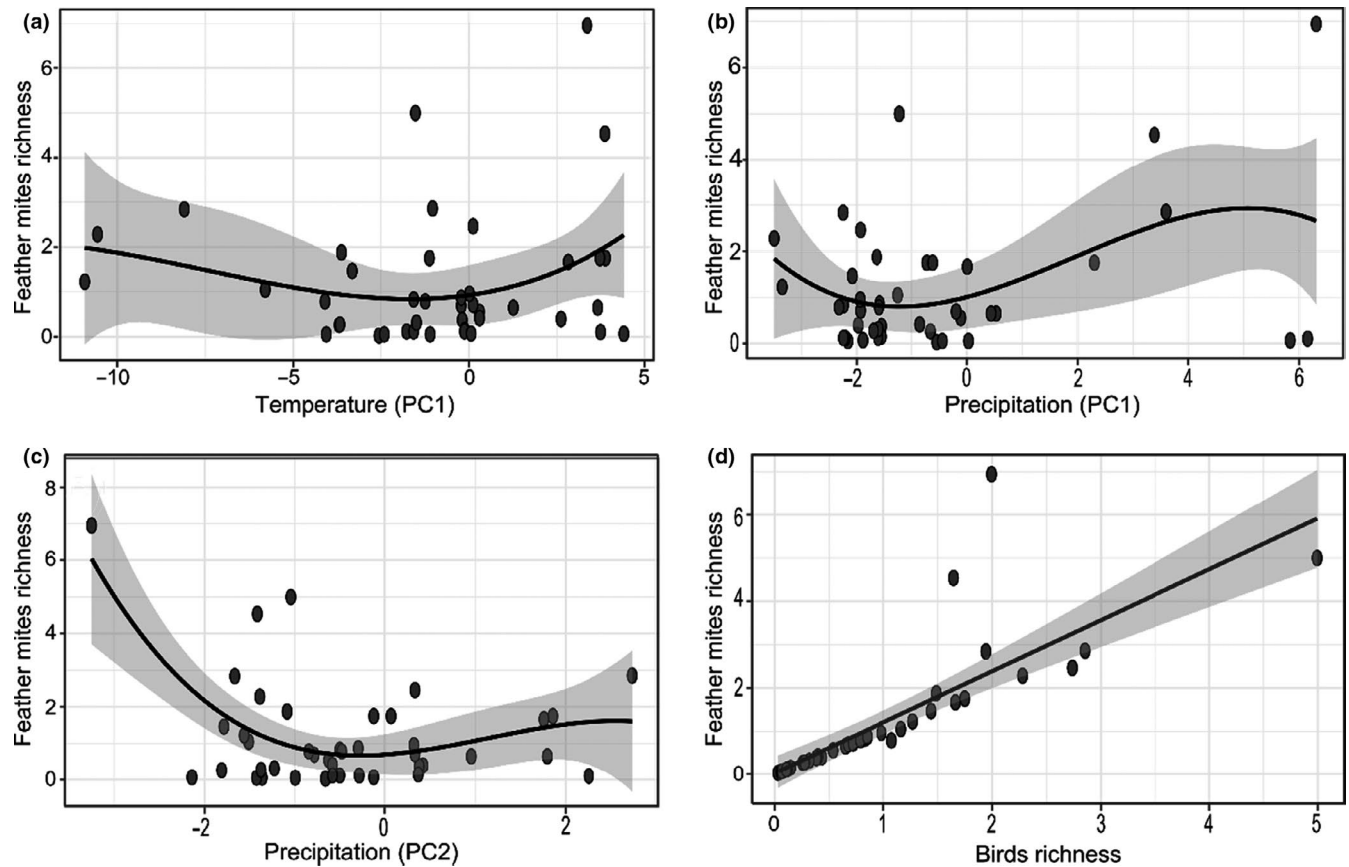 (a)
Feather mites richness
6
4
2
0
−10
−5
0
5
Temperature (PC1)
(b)
Feather mites richness
6
4
2
0
−2
0
2
4
6
Precipitation (PC1)
(c)
Feather mites richness
8
6
4
2
0
−2
0
2
Precipitation (PC2)
(d)
Feather mites richness
6
4
2
0
0
1
2
3
4
5
Birds richness